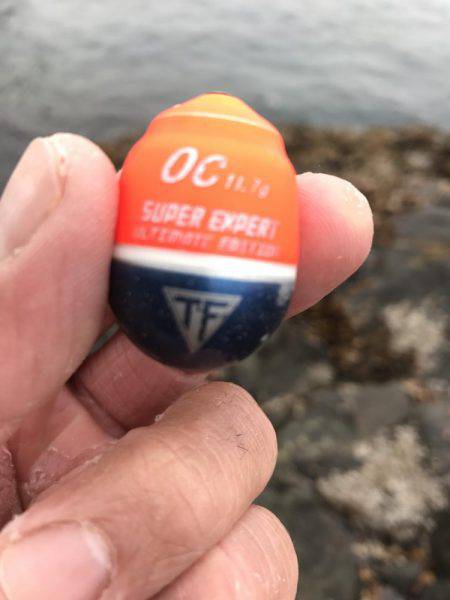 OC 11.7g
SUPER EXPERT
ULTIMATE EDITION
TF